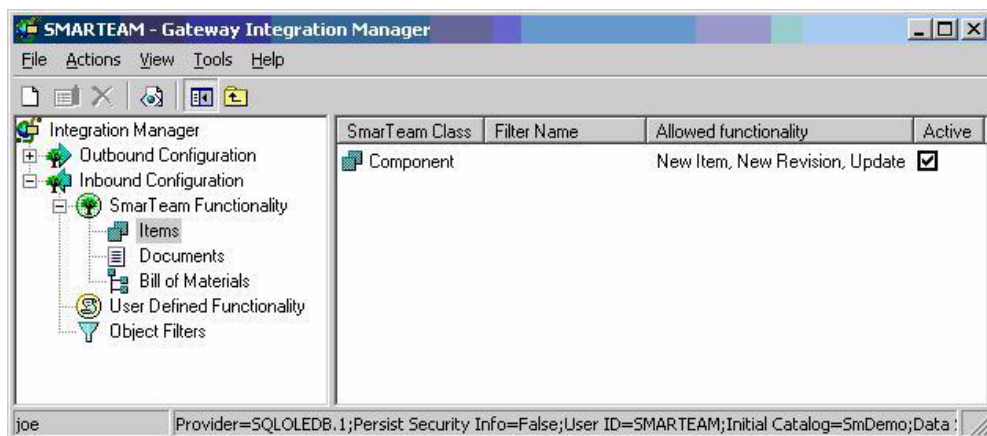 SMARTEAM - Gateway Integration Manager
File Actions View Tools Help
Integration Manager
Outbound Configuration
Inbound Configuration
SmarTeam Functionality
Items
Documents
Bill of Materials
User Defined Functionality
Object Filters
SmarTeam Class Filter Name Allowed functionality Active
Component New Item, New Revision, Update
joe Provider=SQLOLEDB.1;Persist Security Info=False;User ID=SMARTEAM;Initial Catalog=SmDemo;Data